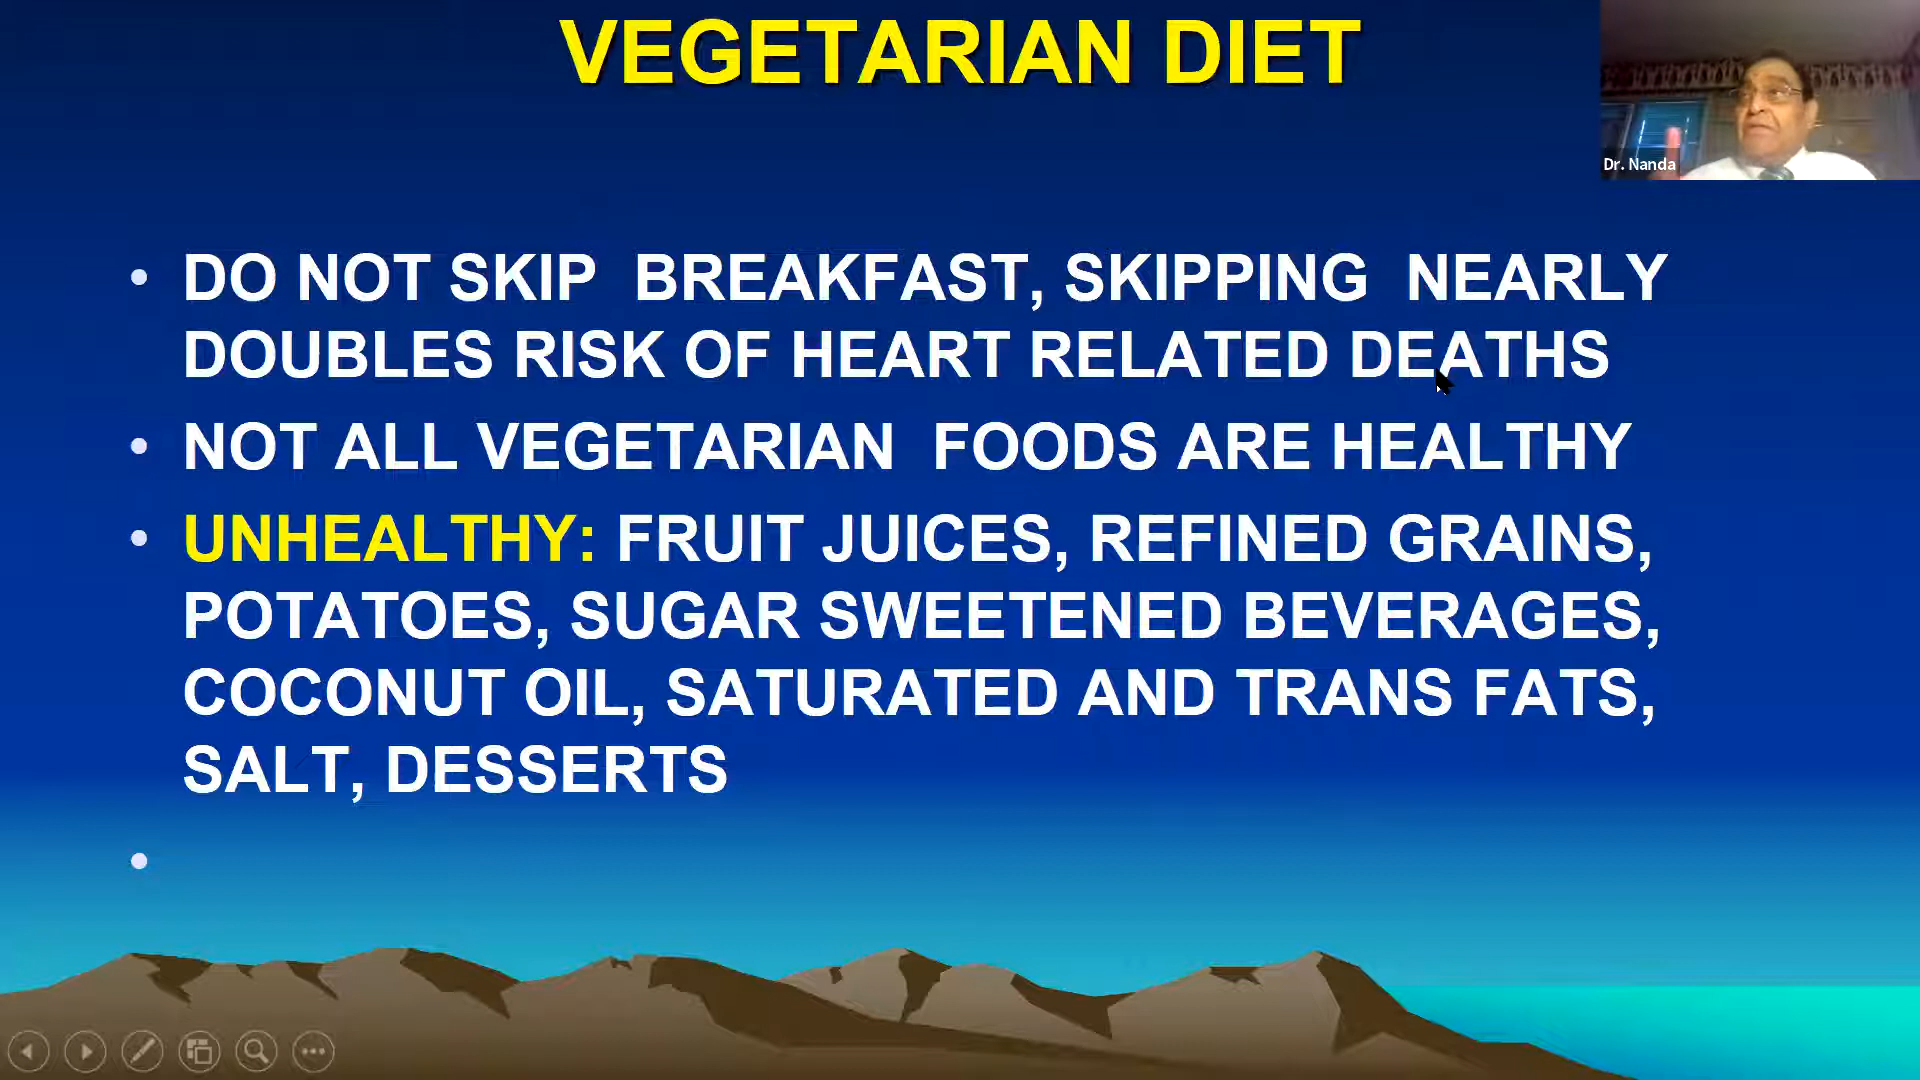 VEGETARIAN DIET
Dr. Nanda
• DO NOT SKIP BREAKFAST, SKIPPING NEARLY
DOUBLES RISK OF HEART RELATED DEATHS
• NOT ALL VEGETARIAN FOODS ARE HEALTHY
• UNHEALTHY: FRUIT JUICES, REFINED GRAINS,
POTATOES, SUGAR SWEETENED BEVERAGES,
COCONUT OIL, SATURATED AND TRANS FATS,
SALT, DESSERTS
•